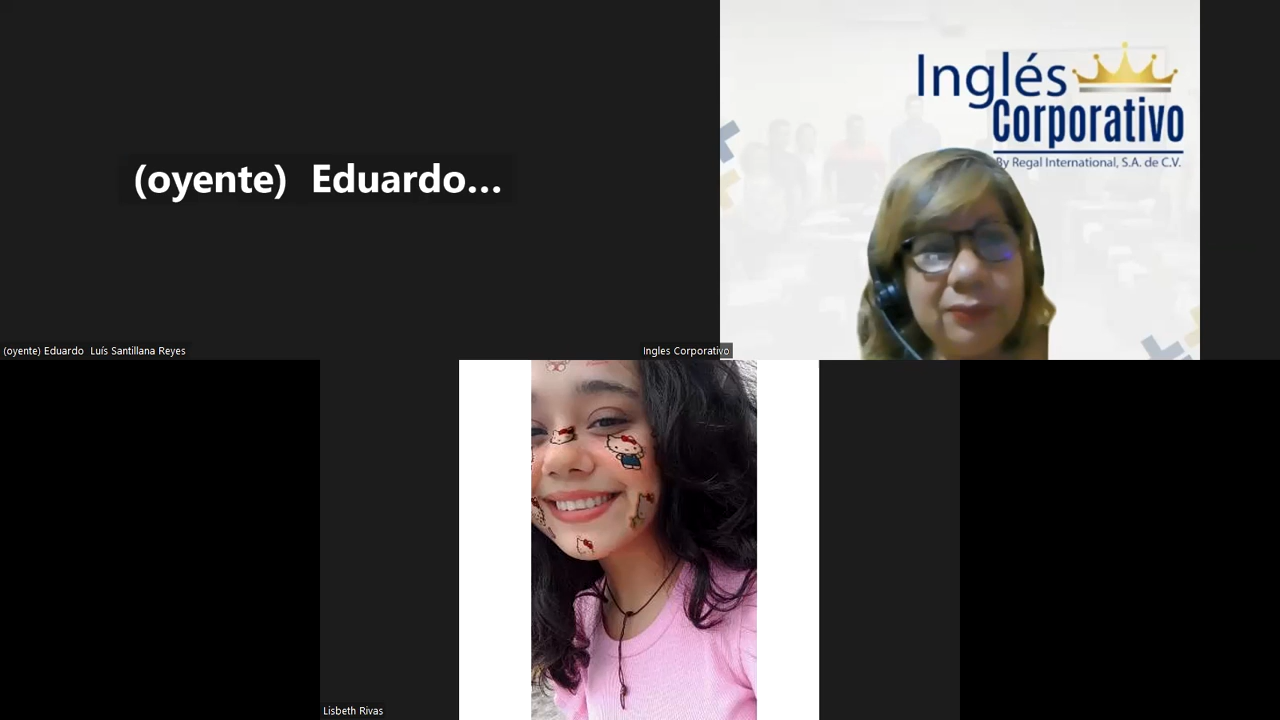 (oyente) Eduardo...
Inglés
Corporativo
By Regal International, S.A. de C.V.
(oyente) Eduardo Luís Santillana Reyes
Ingles Corporativo
Lisbeth Rivas